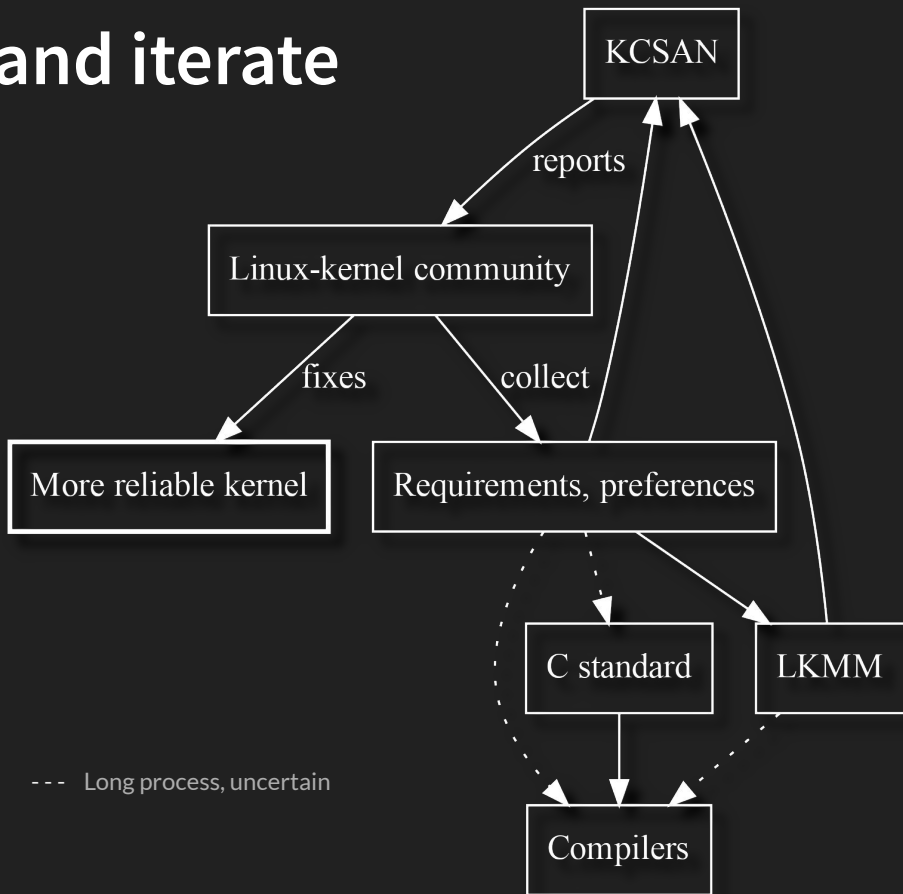 and iterate
KCSAN
reports
Linux-kernel community
fixes
collect
More reliable kernel
Requirements, preferences
C standard
LKMM
--- Long process, uncertain
Compilers